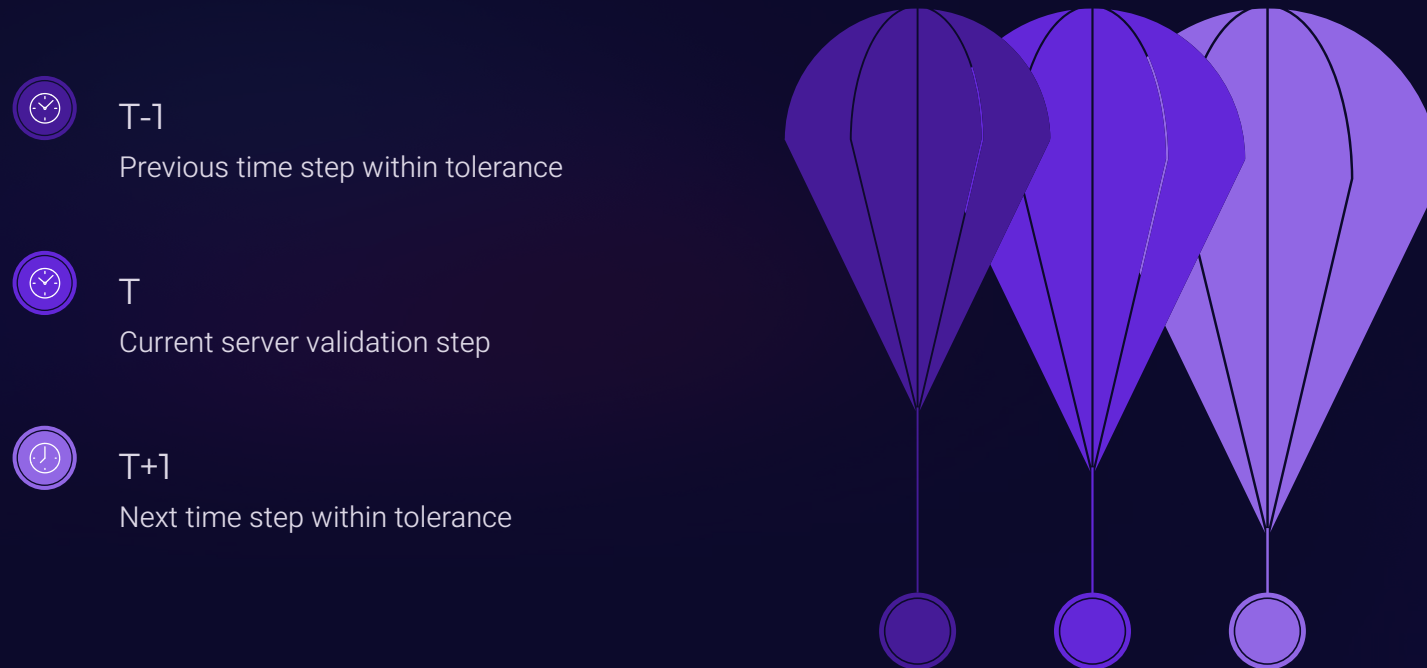 T-1
Previous time step within tolerance
T
Current server validation step
T+1
Next time step within tolerance